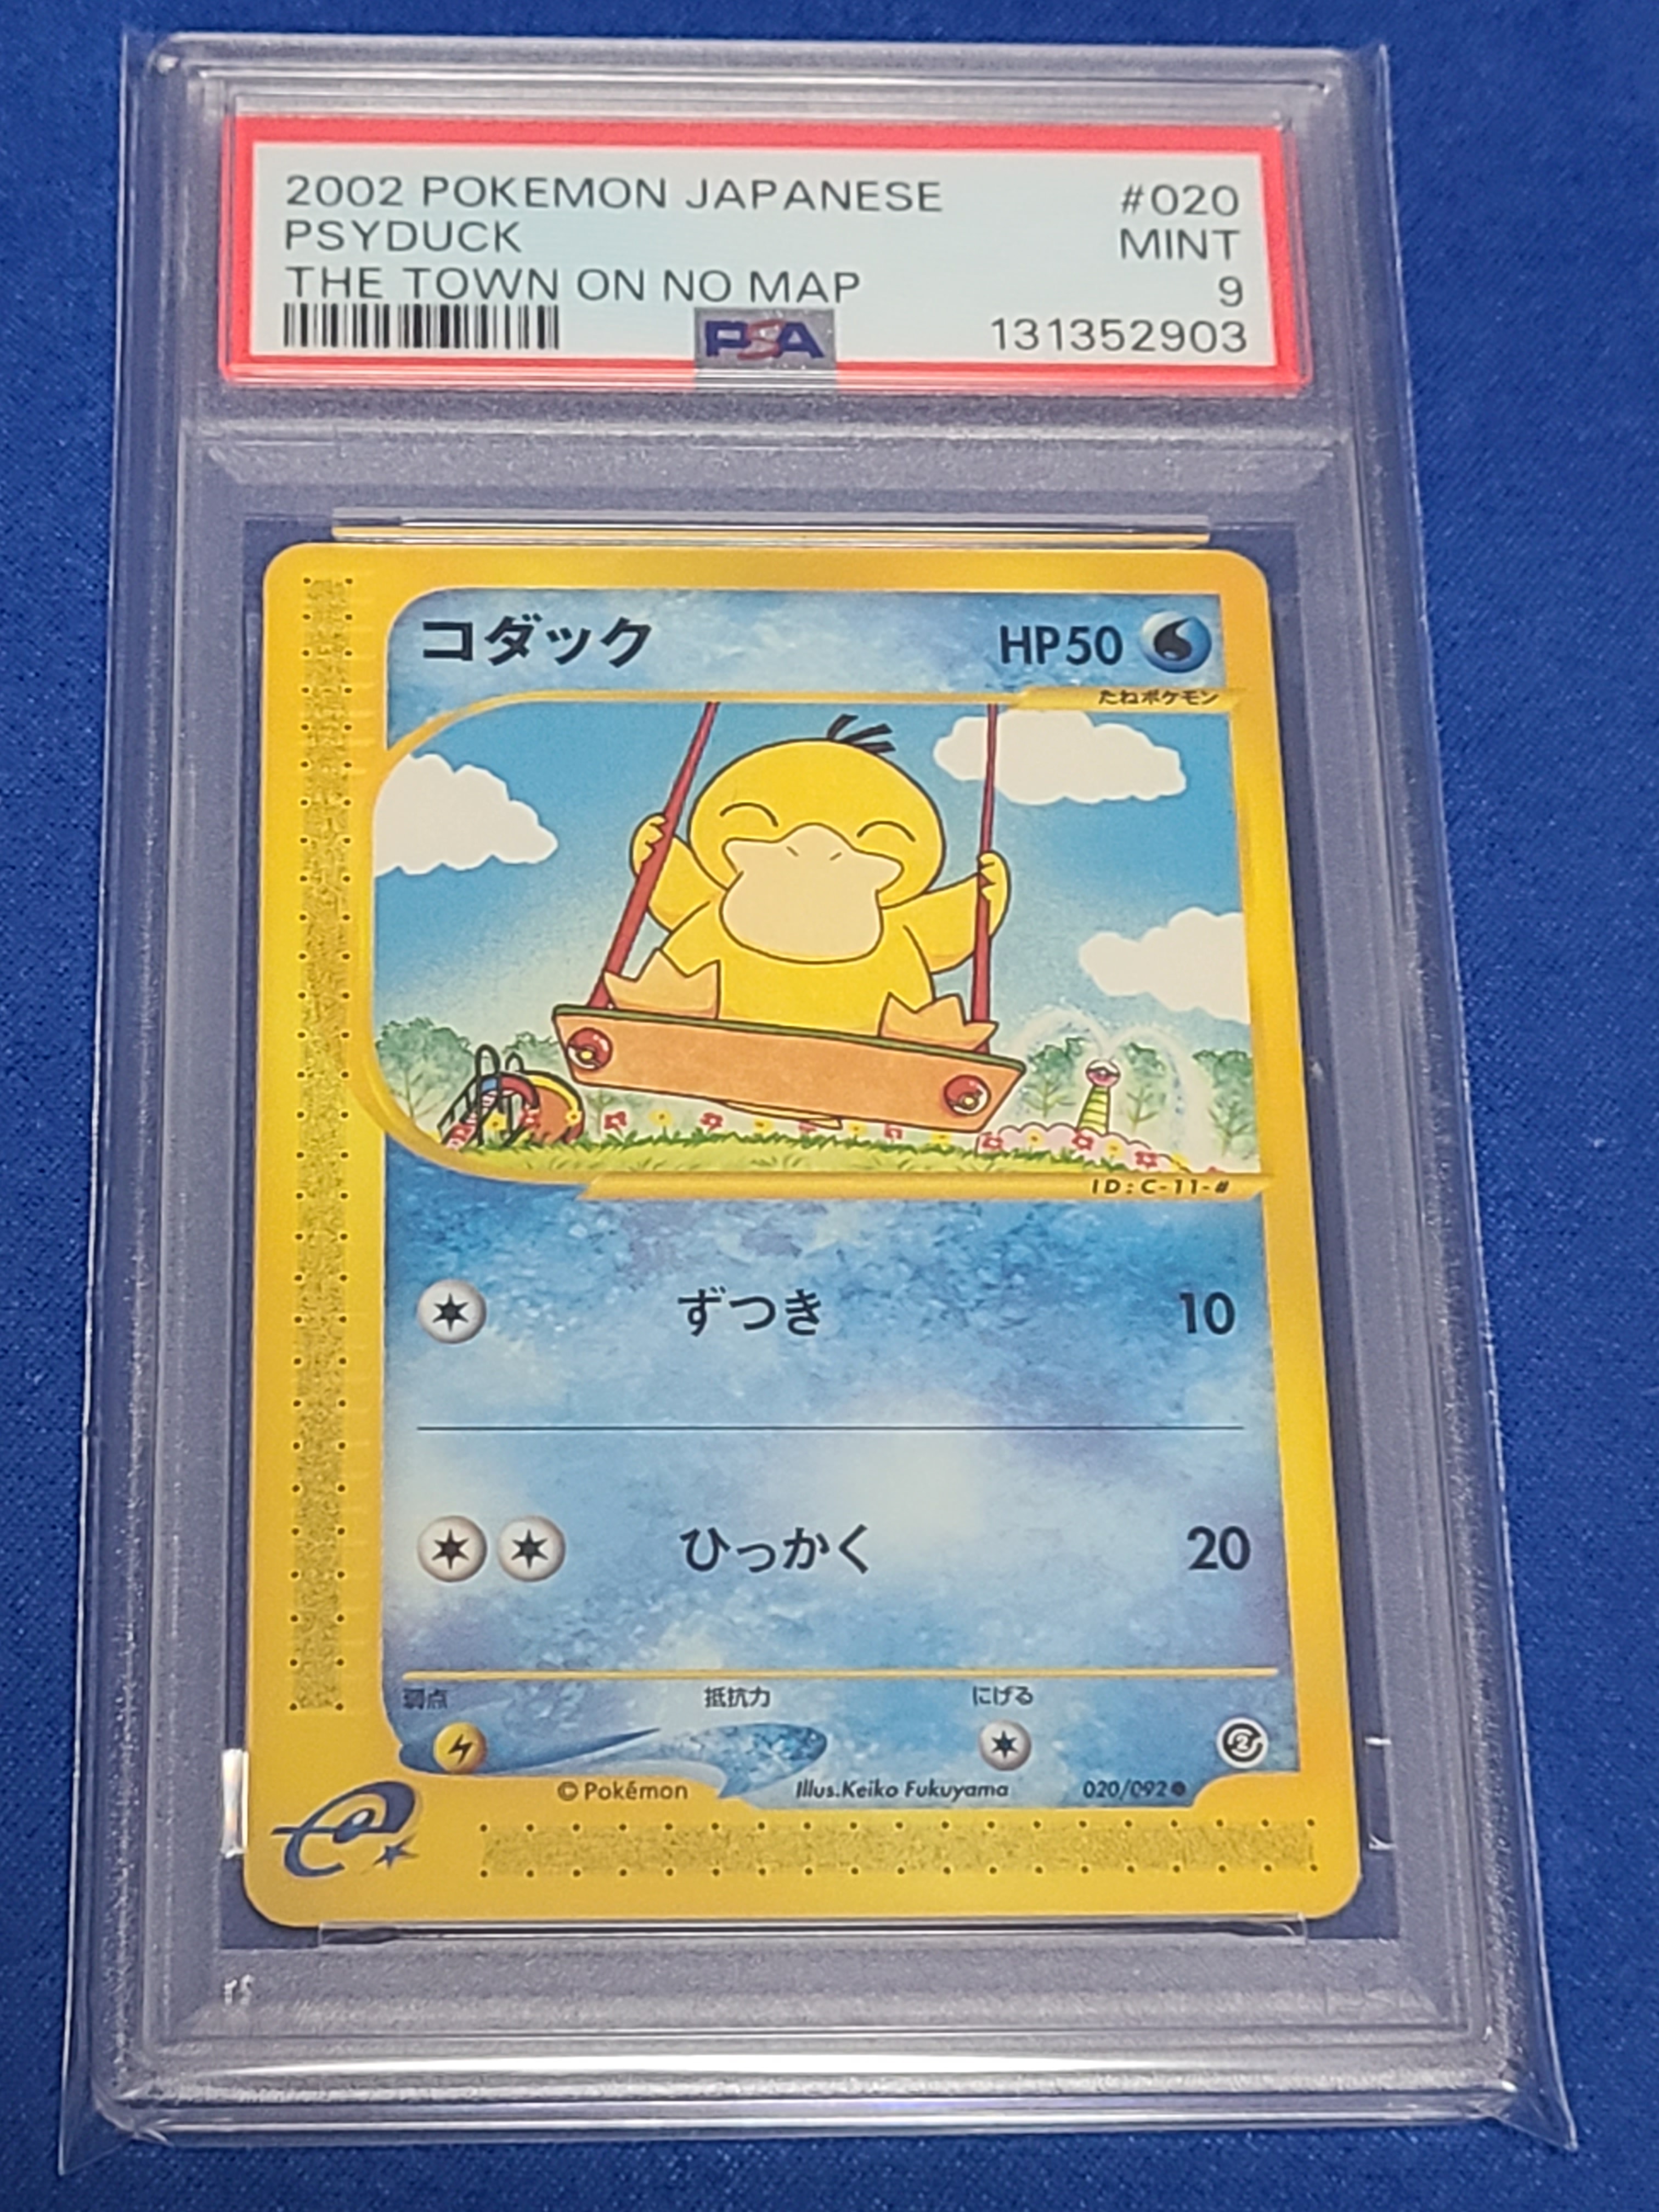 2002 POKEMON JAPANESE #020
PSYDUCK MINT
THE TOWN ON NO MAP 9
PSA 131352903
コダック HP50
たねポケモン
ID:C-11-#
ずつき 10
ひっかく 20
弱点 抵抗力 にげる
2
©Pokémon Illus.Keiko Fukuyama 020/092●
e